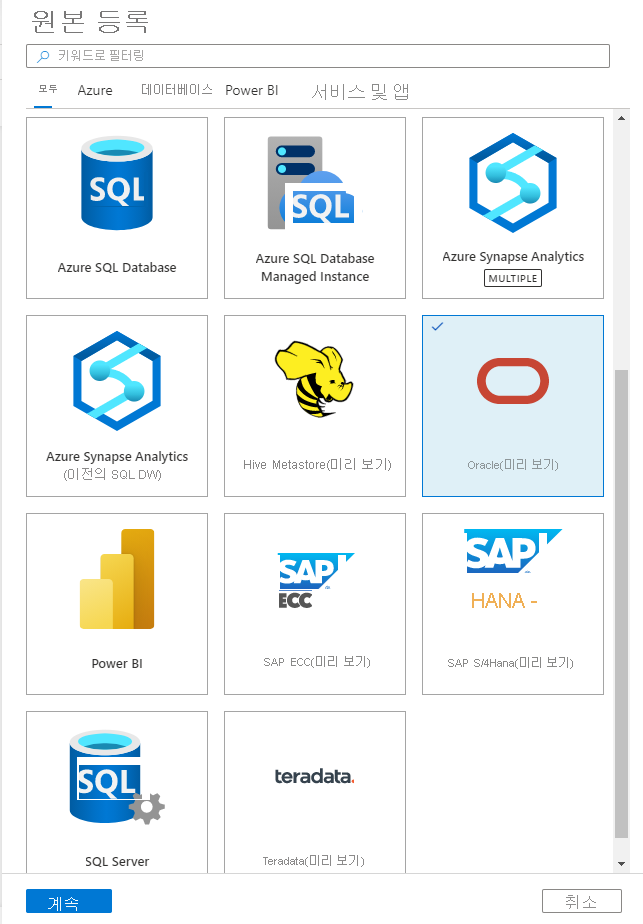 원본 등록
키워드로 필터링
모두 Azure 데이터베이스 Power BI 서비스 및 앱
SQL
Azure SQL Database
SQL
Azure SQL Database
Managed Instance
Azure Synapse Analytics
MULTIPLE
Azure Synapse Analytics
(이전의 SQL DW)
Hive Metastore(미리 보기)
Oracle(미리 보기)
Power BI
SAP
ECC
SAP ECC(미리 보기)
SAP
HANA -
SAP S/4Hana(미리 보기)
SQL
SQL Server
teradata.
Teradata(미리 보기)
계속
취소